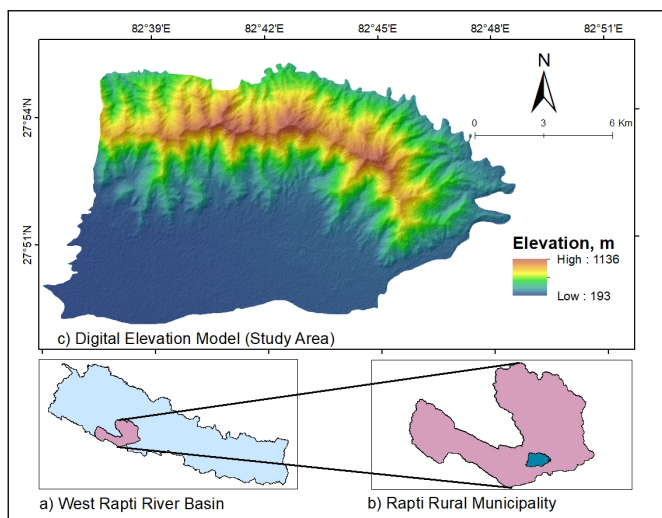 82°39'E 82°42'E 82°45'E 82°48'E 82°51'E
N
27°54'N
0 3 6 Km
27°51'N
Elevation, m
High : 1136
Low : 193
c) Digital Elevation Model (Study Area)
a) West Rapti River Basin
b) Rapti Rural Municipality